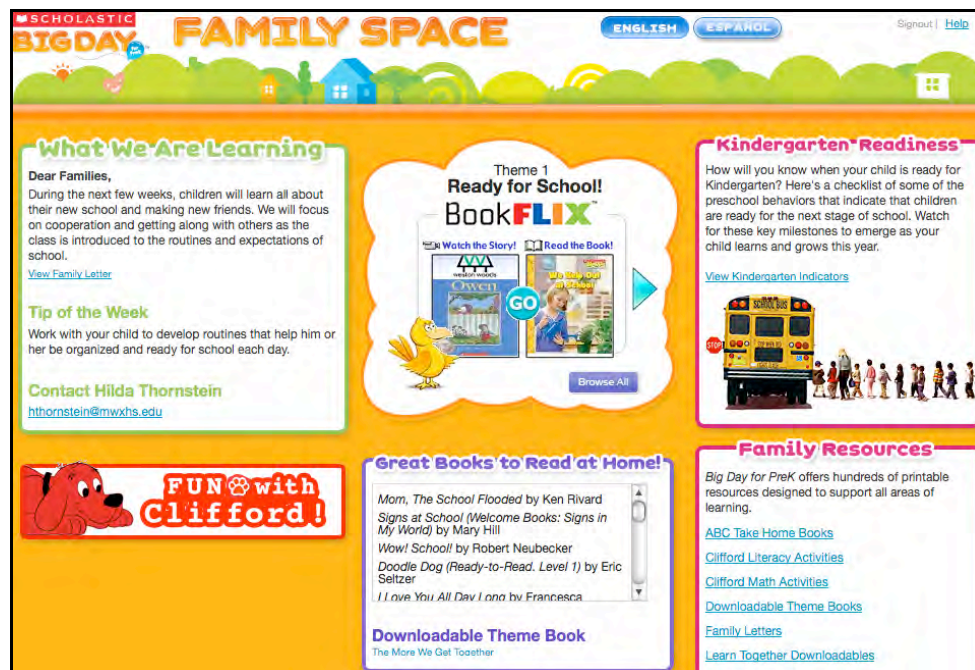 SCHOLASTIC
BIG DAY
for PreK
FAMILY SPACE
ENGLISH
ESPAÑOL
Signout | Help
What We Are Learning
Dear Families,
During the next few weeks, children will learn all about
their new school and making new friends. We will focus
on cooperation and getting along with others as the
class is introduced to the routines and expectations of
school.
View Family Letter
Tip of the Week
Work with your child to develop routines that help him or
her be organized and ready for school each day.
Contact Hilda Thornstein
hthornstein@mwxhs.edu
FUN with
Clifford!
Theme 1
Ready for School!
BookFLIX™
Watch the Story!
Read the Book!
weston woods
Owen
GO
We Help Out
at School
Browse All
Great Books to Read at Home!
Mom, The School Flooded by Ken Rivard
Signs at School (Welcome Books: Signs in
My World) by Mary Hill
Wow! School! by Robert Neubecker
Doodle Dog (Ready-to-Read. Level 1) by Eric
Seltzer
I Love You All Day Long by Francesca
Downloadable Theme Book
The More We Get Together
Kindergarten Readiness
How will you know when your child is ready for
Kindergarten? Here's a checklist of some of the
preschool behaviors that indicate that children
are ready for the next stage of school. Watch
for these key milestones to emerge as your
child learns and grows this year.
View Kindergarten Indicators
SCHOOL BUS
STOP
Family Resources
Big Day for PreK offers hundreds of printable
resources designed to support all areas of
learning.
ABC Take Home Books
Clifford Literacy Activities
Clifford Math Activities
Downloadable Theme Books
Family Letters
Learn Together Downloadables